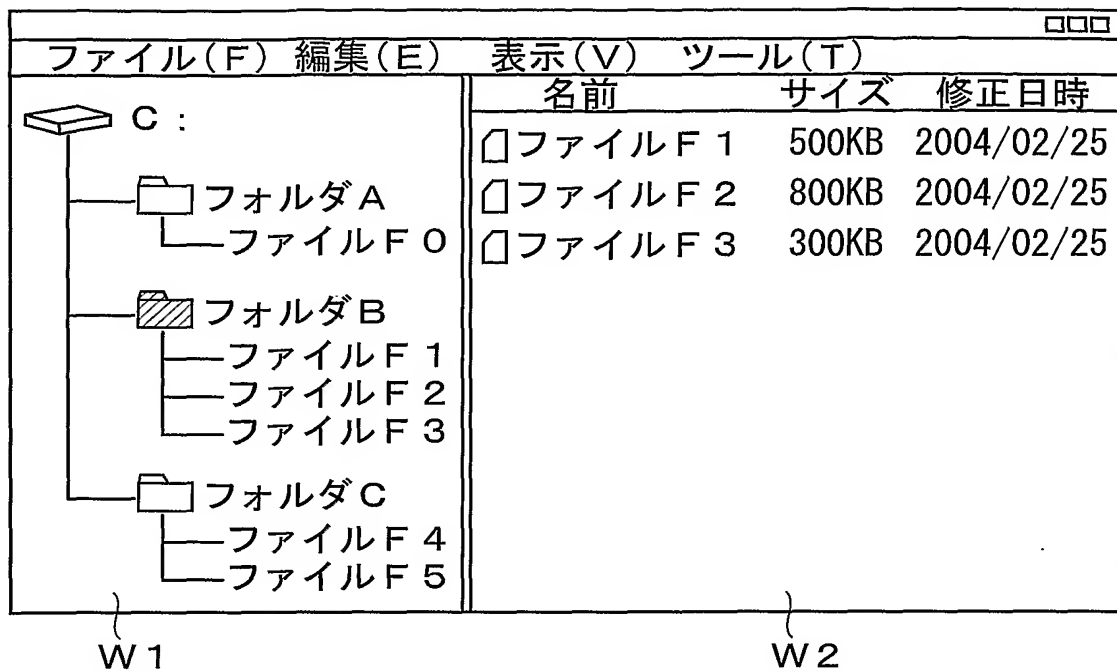 ファイル(F) 編集(E) 表示(V) ツール(T)
C:
フォルダA
ファイルF0
フォルダB
ファイルF1
ファイルF2
ファイルF3
フォルダC
ファイルF4
ファイルF5
名前 サイズ 修正日時
ファイルF1 500KB 2004/02/25
ファイルF2 800KB 2004/02/25
ファイルF3 300KB 2004/02/25
W1 W2